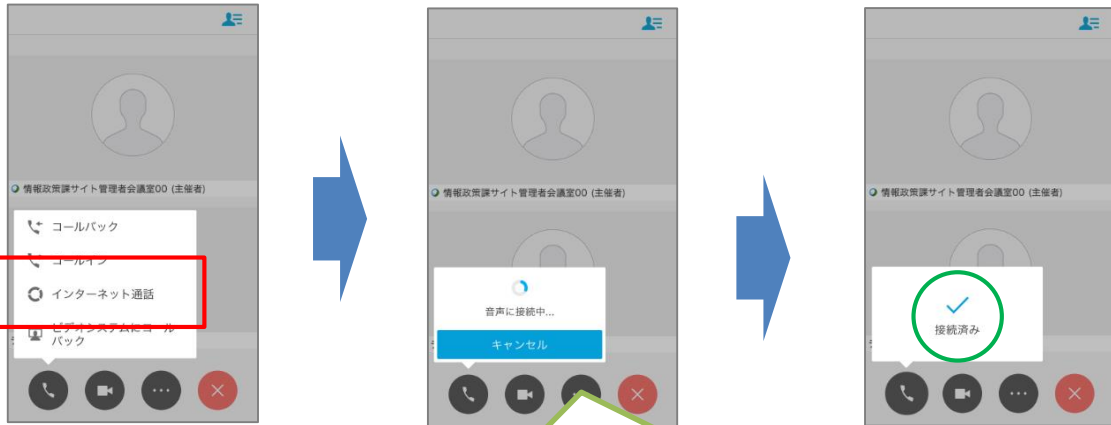 情報政策課サイト管理者会議室00 (主催者)
コールバック
コールイン
インターネット通話
ビデオシステムにコール
バック
情報政策課サイト管理者会議室00 (主催者)
音声に接続中...
キャンセル
情報政策課サイト管理者会議室00 (主催者)
接続済み